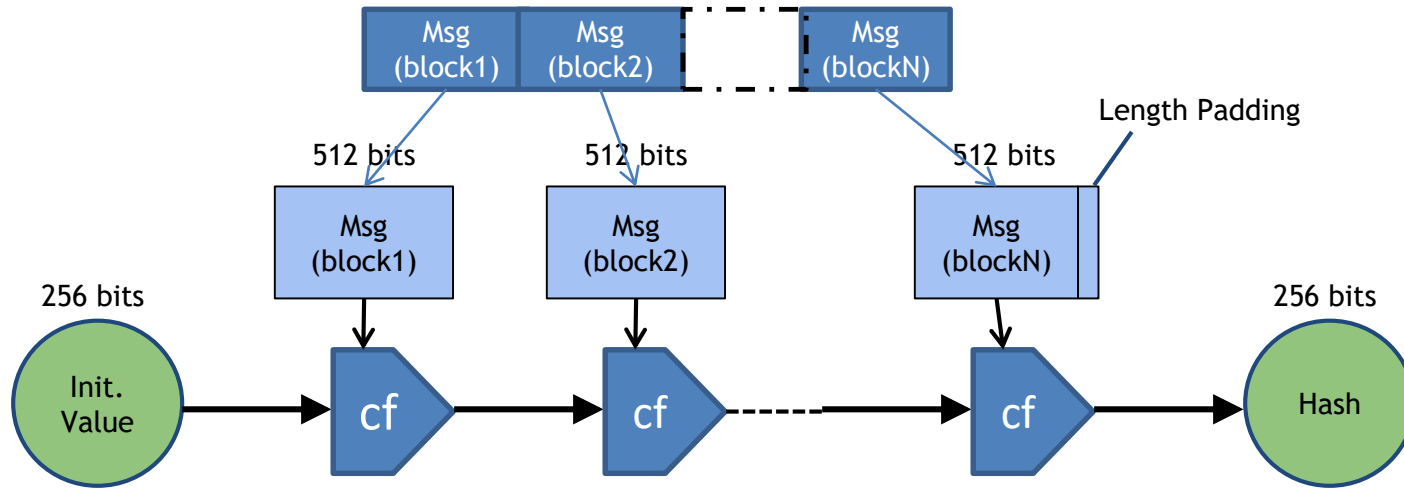 Msg
(block1)
Msg
(block2)
Msg
(blockN)
Length Padding
512 bits
512 bits
512 bits
Msg
(block1)
Msg
(block2)
Msg
(blockN)
256 bits
256 bits
Init.
Value
cf
cf
cf
Hash